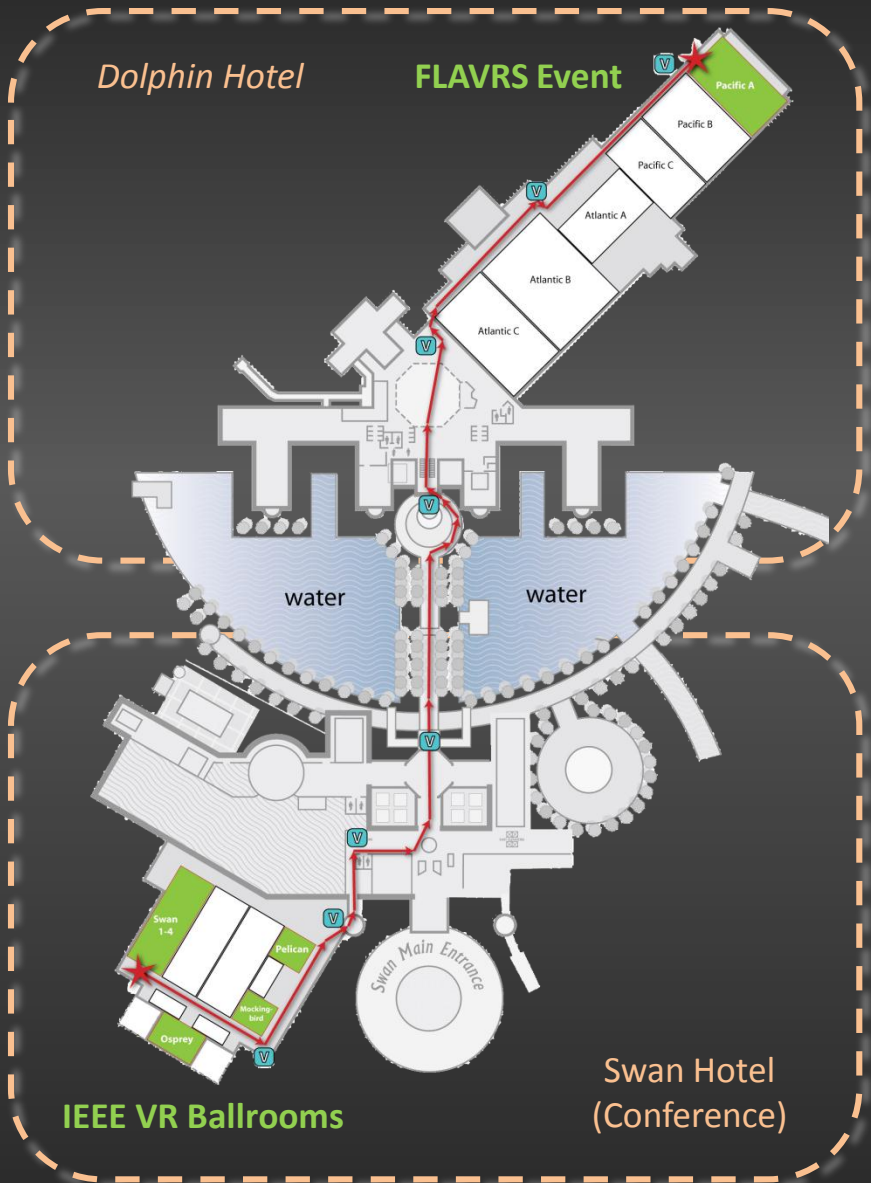 Dolphin Hotel
FLAVRS Event
V
Pacific A
Pacific B
Pacific C
V
Atlantic A
Atlantic B
Atlantic C
V
V
water
water
V
V
Swan
1-4
V
Pelican
Mocking-
bird
Osprey
V
Swan Main Entrance
IEEE VR Ballrooms
Swan Hotel
(Conference)